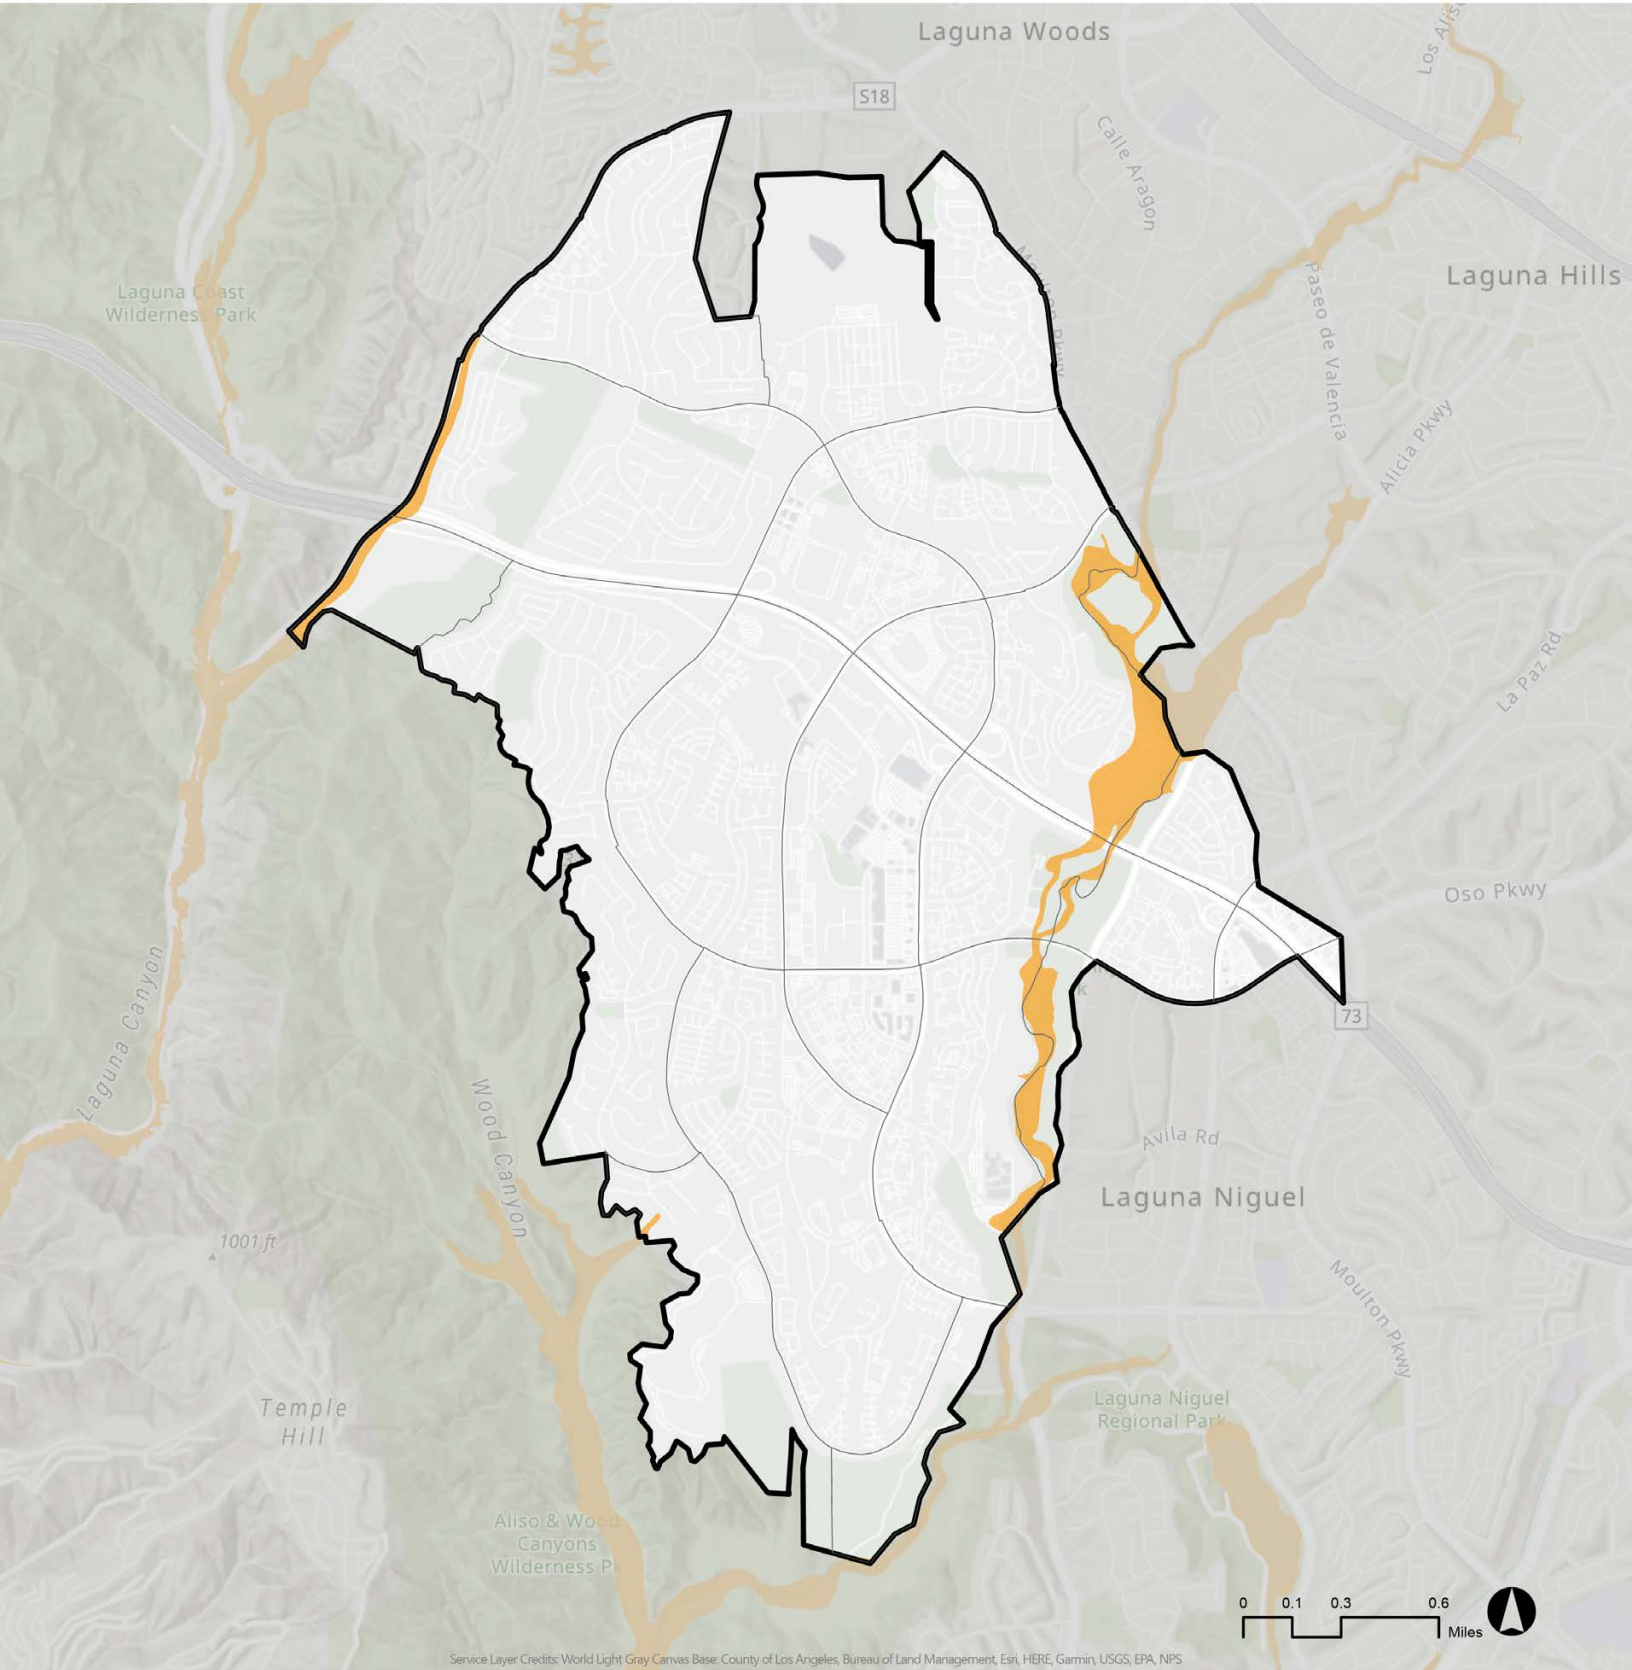 Laguna Woods
S18
Los Alis
Calle Aragon
Laguna Hills
Laguna Coast
Wilderness Park
Paseo de Valencia
Alicia Pkwy
La Paz Rd
Oso Pkwy
Laguna Canyon
73
Wood Canyon
Avila Rd
Laguna Niguel
1001 ft
Moulton Pkwy
Temple
Hill
Laguna Niguel
Regional Park
Aliso & Wood
Canyons
Wilderness P
0 0.1 0.3 0.6
Miles
Service Layer Credits: World Light Gray Canvas Base: County of Los Angeles, Bureau of Land Management, Esri, HERE, Garmin, USGS, EPA, NPS